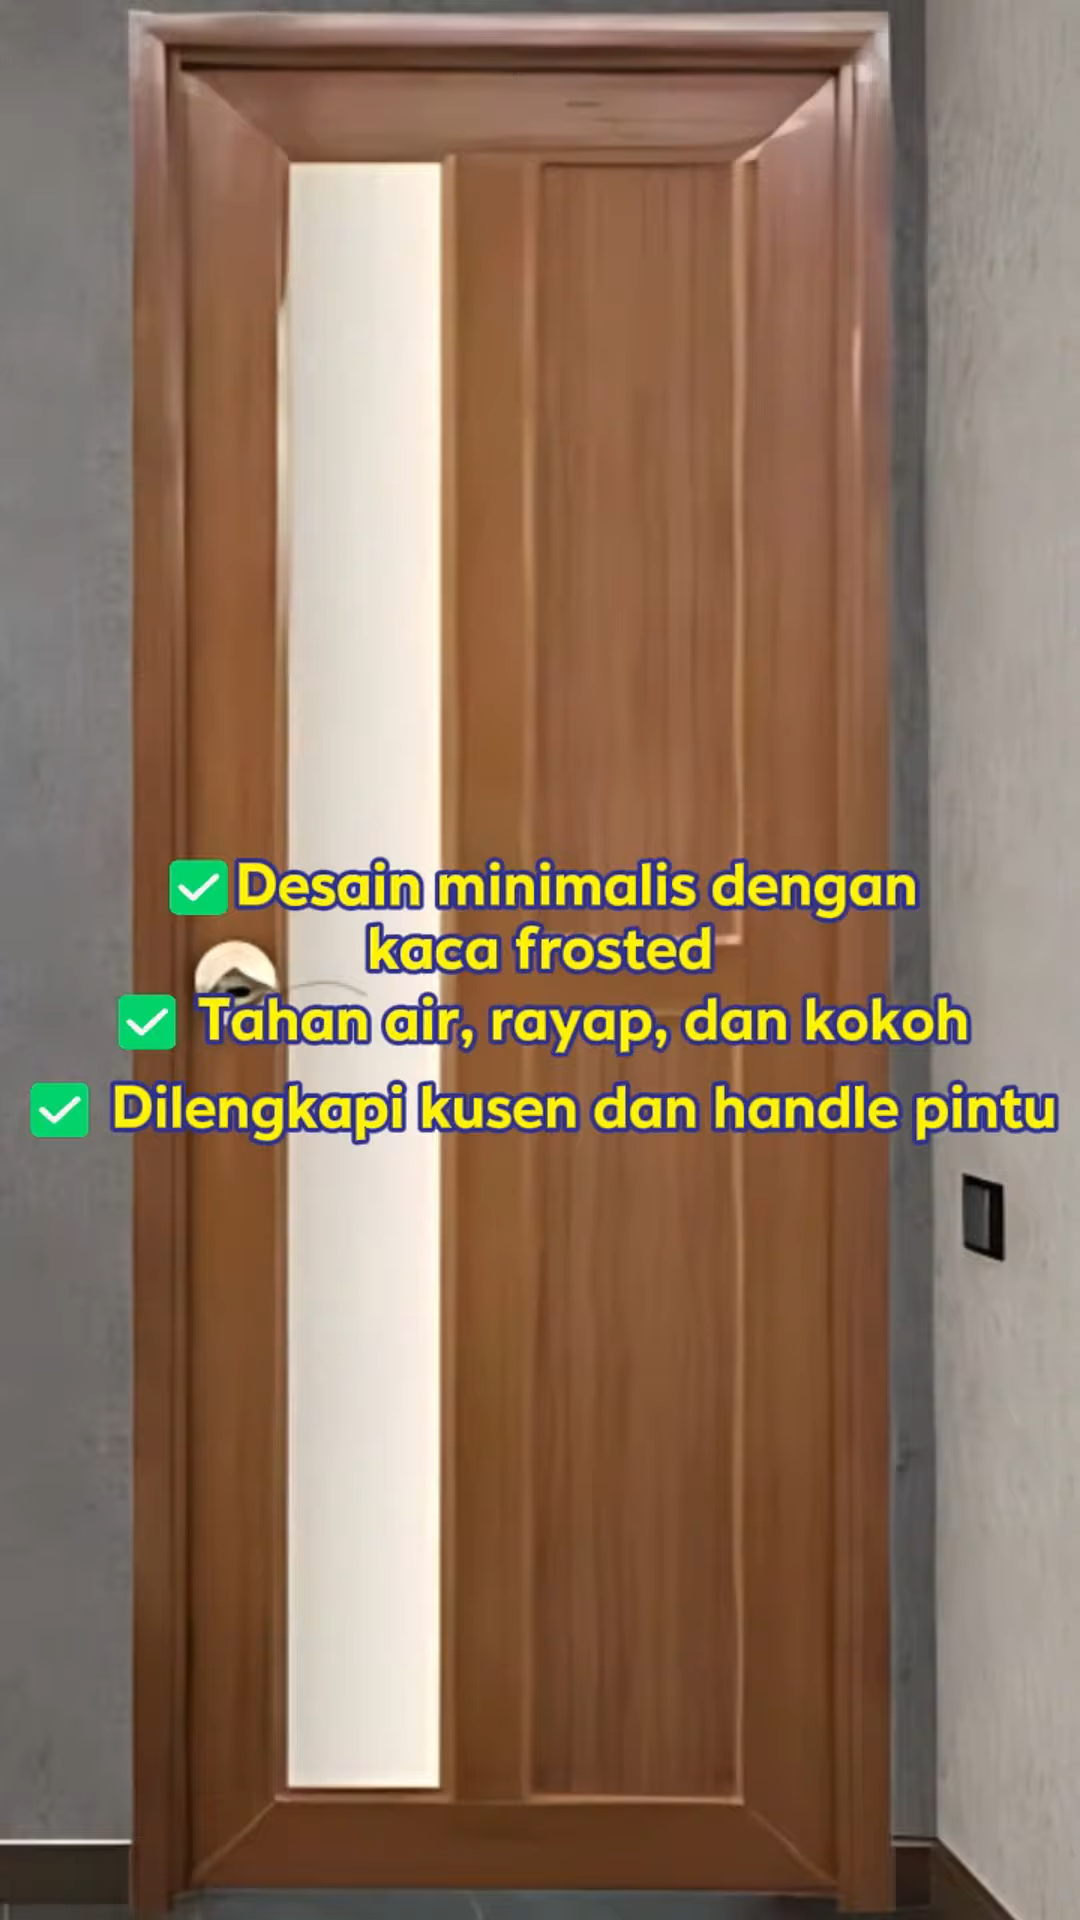 ✅Desain minimalis dengan
kaca frosted
✅ Tahan air, rayap, dan kokoh
✅ Dilengkapi kusen dan handle pintu